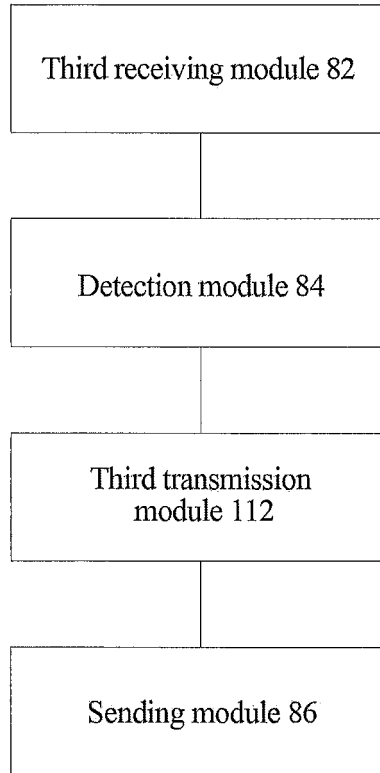 Third receiving module 82
Detection module 84
Third transmission
module 112
Sending module 86